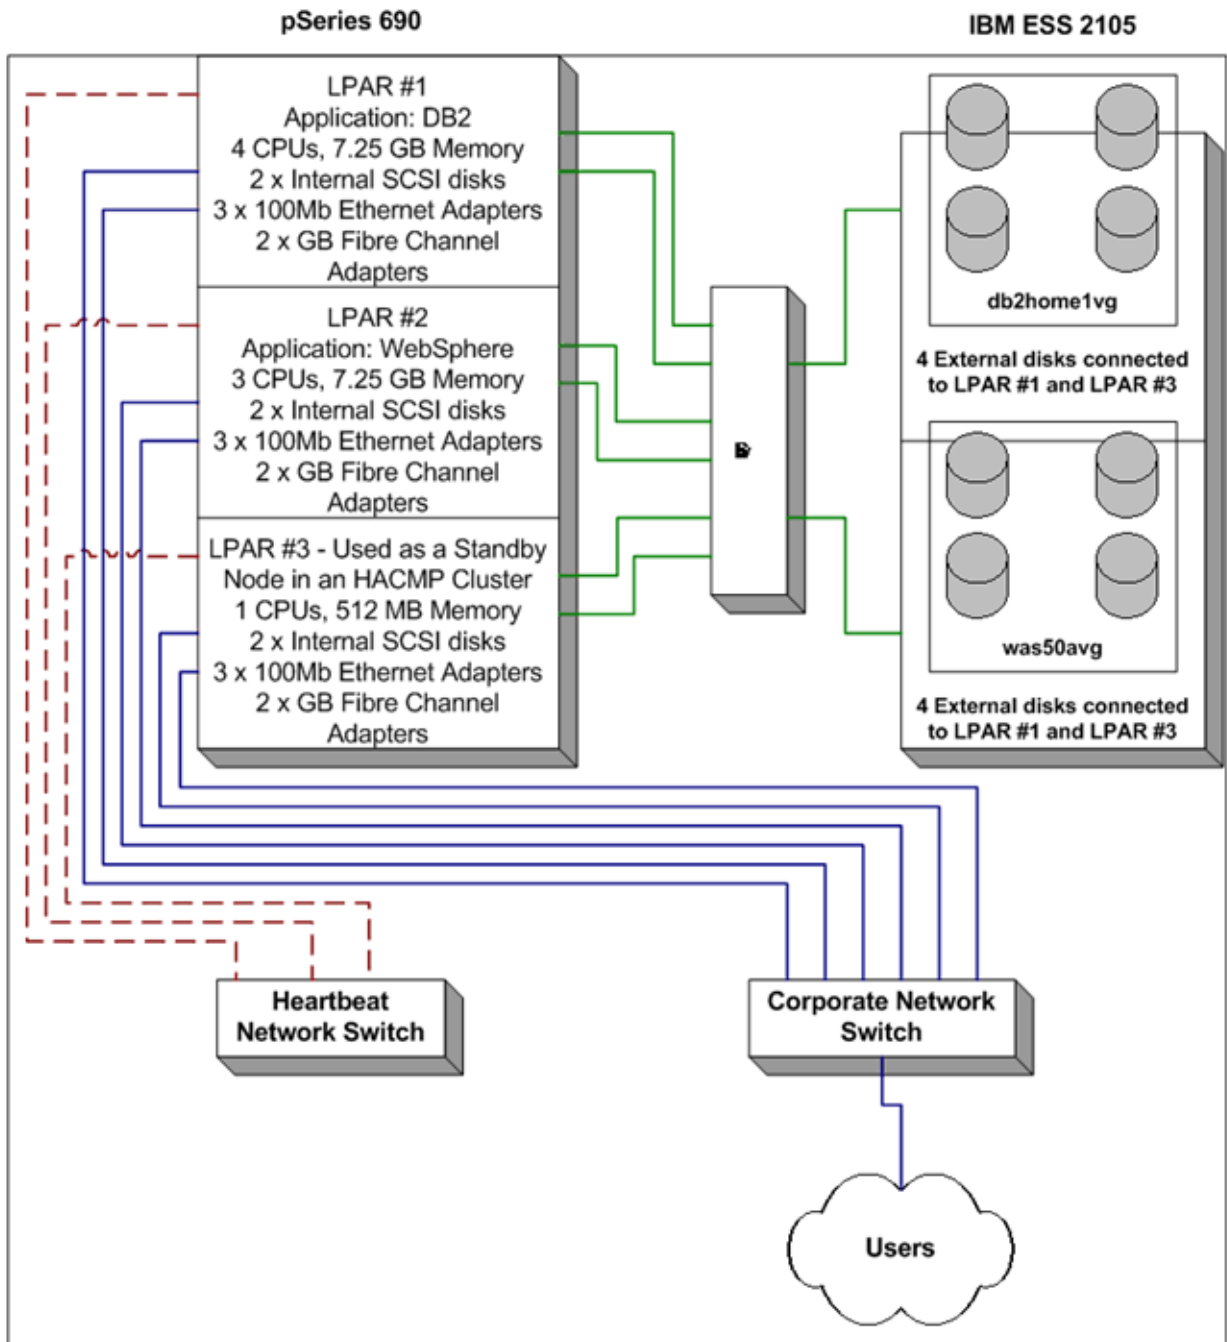 pSeries 690
IBM ESS 2105
LPAR #1
Application: DB2
4 CPUs, 7.25 GB Memory
2 x Internal SCSI disks
3 x 100Mb Ethernet Adapters
2 x GB Fibre Channel
Adapters
LPAR #2
Application: WebSphere
3 CPUs, 7.25 GB Memory
2 x Internal SCSI disks
3 x 100Mb Ethernet Adapters
2 x GB Fibre Channel
Adapters
LPAR #3 - Used as a Standby
Node in an HACMP Cluster
1 CPUs, 512 MB Memory
2 x Internal SCSI disks
3 x 100Mb Ethernet Adapters
2 x GB Fibre Channel
Adapters
db2home1vg
4 External disks connected
to LPAR #1 and LPAR #3
was50avg
4 External disks connected
to LPAR #1 and LPAR #3
Heartbeat
Network Switch
Corporate Network
Switch
Users